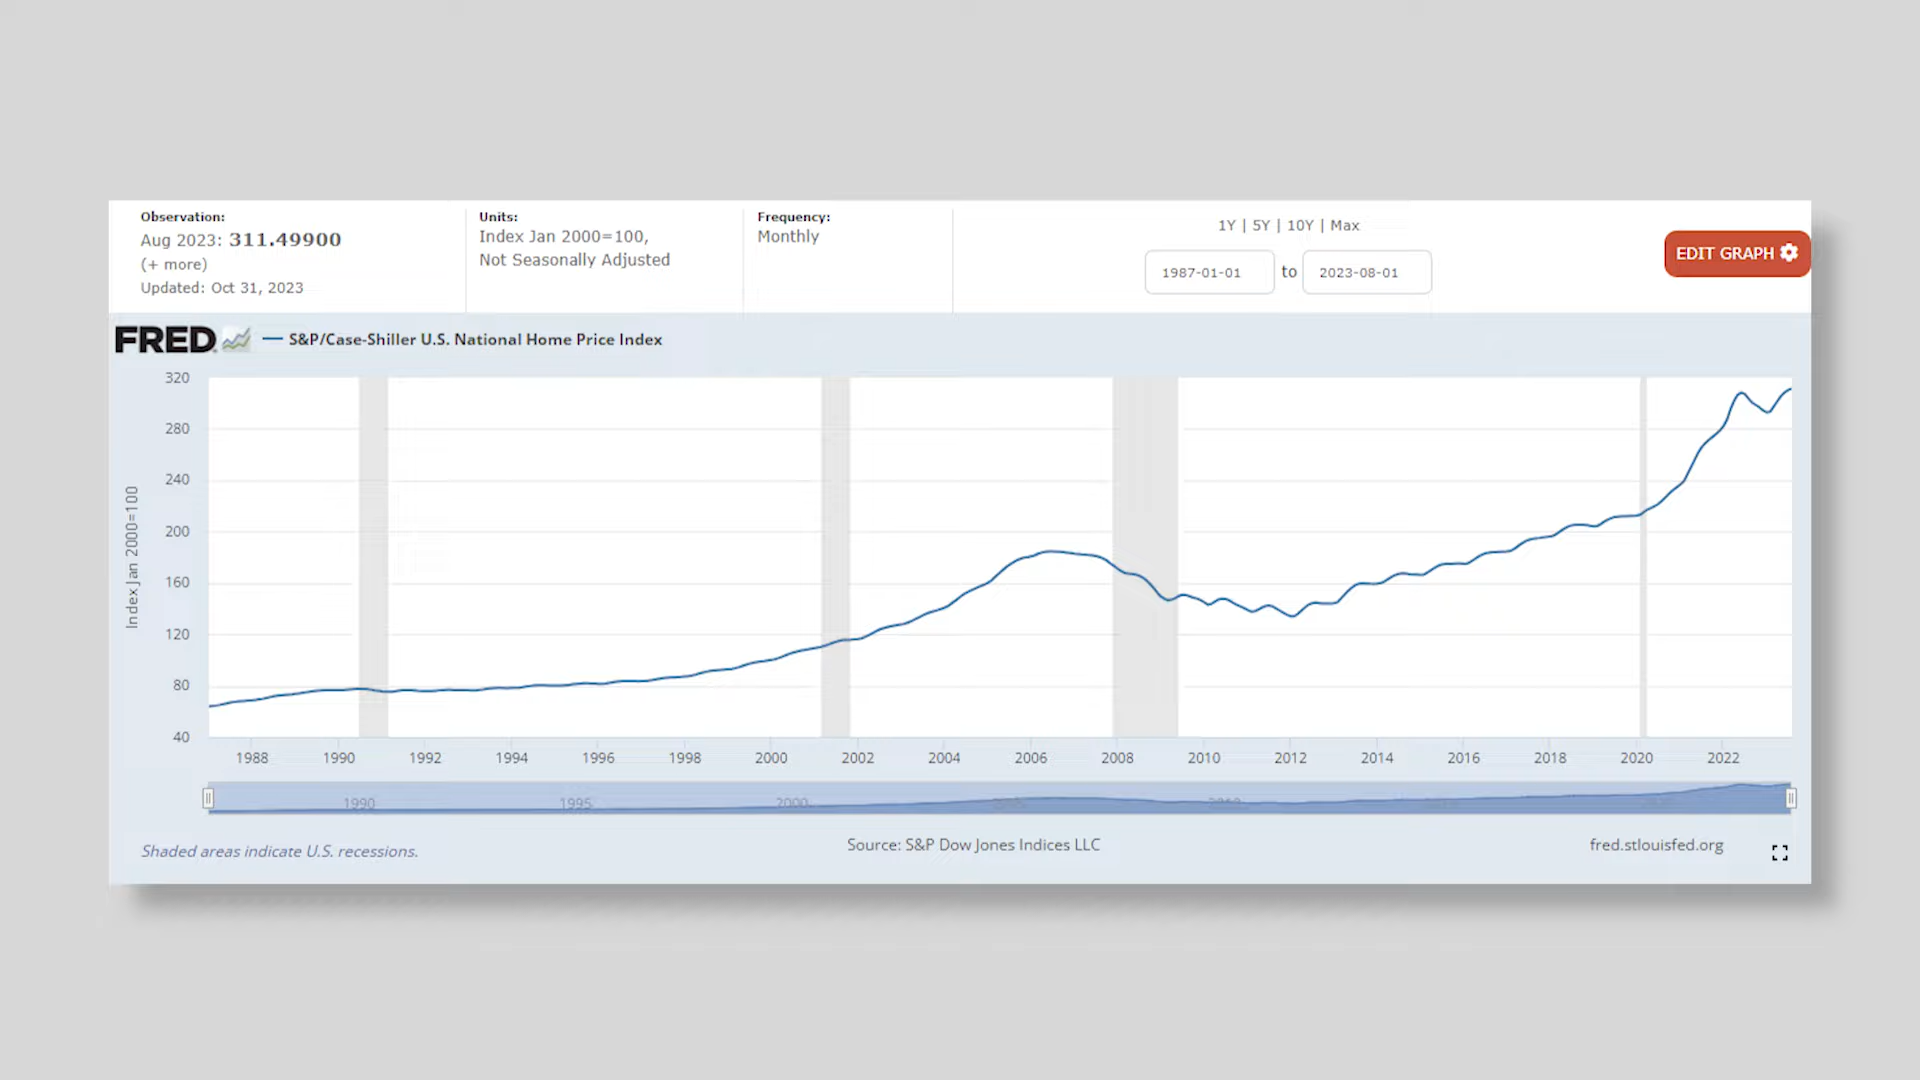 Observation:
Aug 2023: 311.49900
(+ more)
Updated: Oct 31, 2023
Units:
Index Jan 2000=100,
Not Seasonally Adjusted
Frequency:
Monthly
1Y | 5Y | 10Y | Max
1987-01-01 to 2023-08-01
EDIT GRAPH
FRED
S&P/Case-Shiller U.S. National Home Price Index
Index Jan 2000=100
320
280
240
200
160
120
80
40
1988 1990 1992 1994 1996 1998 2000 2002 2004 2006 2008 2010 2012 2014 2016 2018 2020 2022
1990 1995 2000 2005 2010
Shaded areas indicate U.S. recessions.
Source: S&P Dow Jones Indices LLC
fred.stlouisfed.org